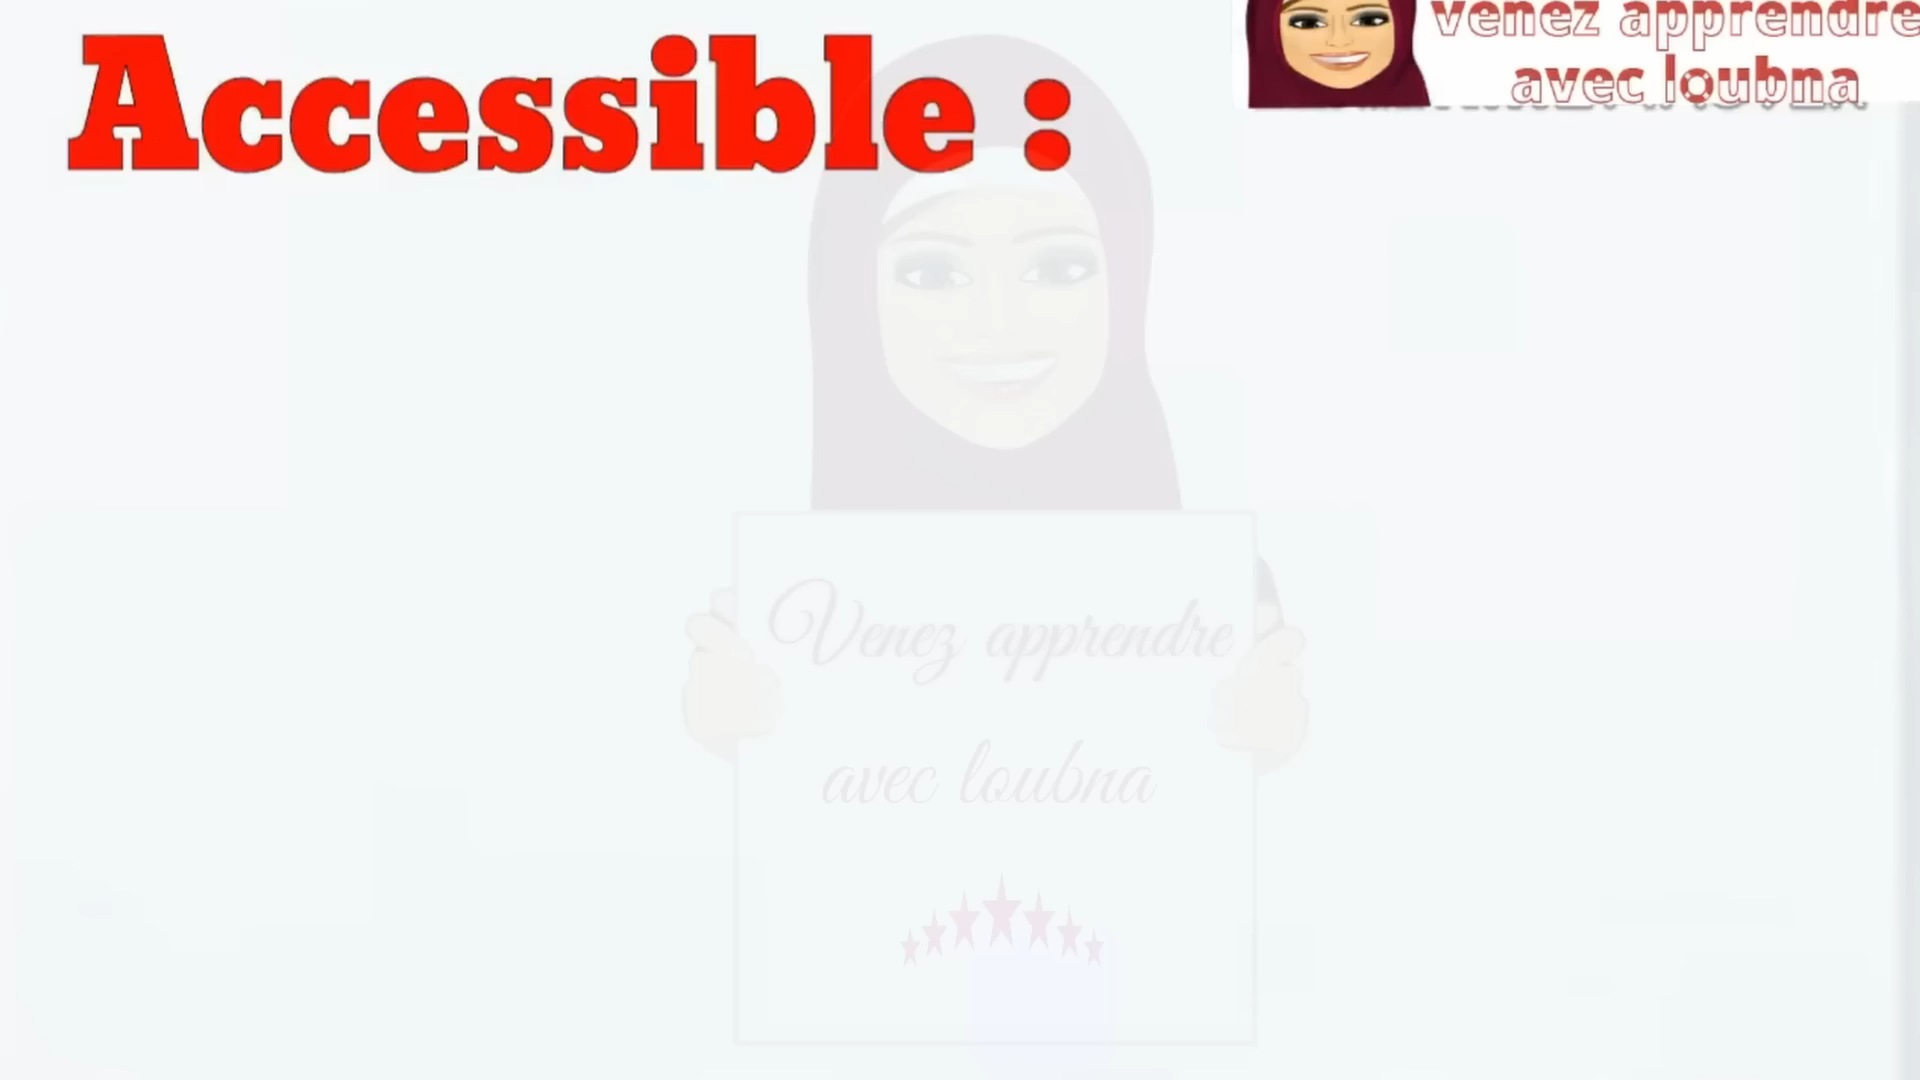 Accessible :
venez apprendre
avec loubna
Venez apprendre
avec loubna